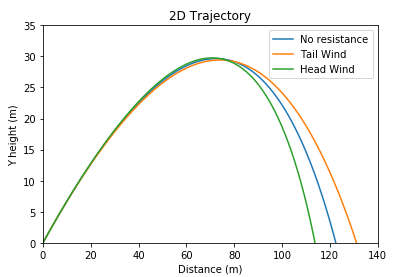 2D Trajectory
No resistance
Tail Wind
Head Wind
Y height (m)
35
30
25
20
15
10
5
0
0 20 40 60 80 100 120 140
Distance (m)